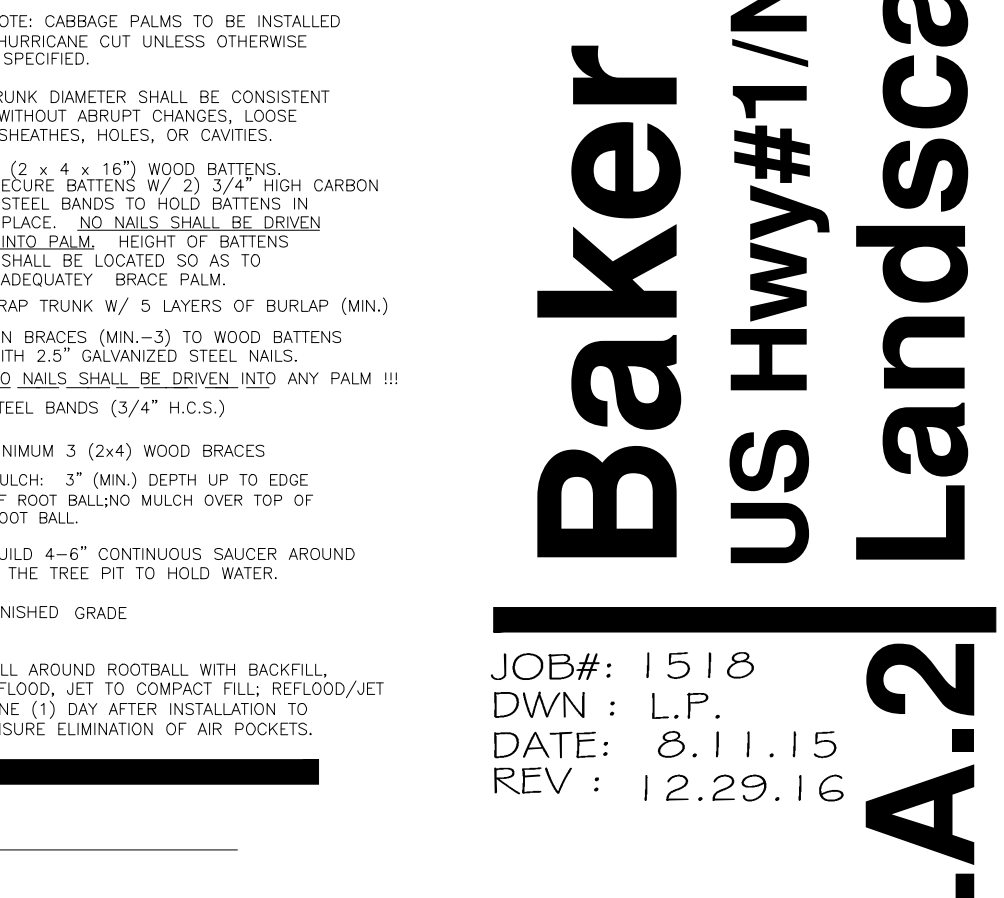 OTE: CABBAGE PALMS TO BE INSTALLED
HURRICANE CUT UNLESS OTHERWISE
SPECIFIED.
RUNK DIAMETER SHALL BE CONSISTENT
WITHOUT ABRUPT CHANGES, LOOSE
SHEATHES, HOLES, OR CAVITIES.
(2 x 4 x 16") WOOD BATTENS.
ECURE BATTENS W/ 2) 3/4" HIGH CARBON
STEEL BANDS TO HOLD BATTENS IN
PLACE. NO NAILS SHALL BE DRIVEN
INTO PALM. HEIGHT OF BATTENS
SHALL BE LOCATED SO AS TO
ADEQUATEY BRACE PALM.
RAP TRUNK W/ 5 LAYERS OF BURLAP (MIN.)
N BRACES (MIN.-3) TO WOOD BATTENS
ITH 2.5" GALVANIZED STEEL NAILS.
O NAILS SHALL BE DRIVEN INTO ANY PALM !!!
TEEL BANDS (3/4" H.C.S.)
NIMUM 3 (2x4) WOOD BRACES
ULCH: 3" (MIN.) DEPTH UP TO EDGE
F ROOT BALL;NO MULCH OVER TOP OF
OOT BALL.
UILD 4-6" CONTINUOUS SAUCER AROUND
THE TREE PIT TO HOLD WATER.
NISHED GRADE
LL AROUND ROOTBALL WITH BACKFILL,
FLOOD, JET TO COMPACT FILL; REFLOOD/JET
NE (1) DAY AFTER INSTALLATION TO
NSURE ELIMINATION OF AIR POCKETS.
Baker
US Hwy#1/N
Landsca
JOB#: 1518
DWN : L.P.
DATE: 8.11.15
REV : 12.29.16
.A.2